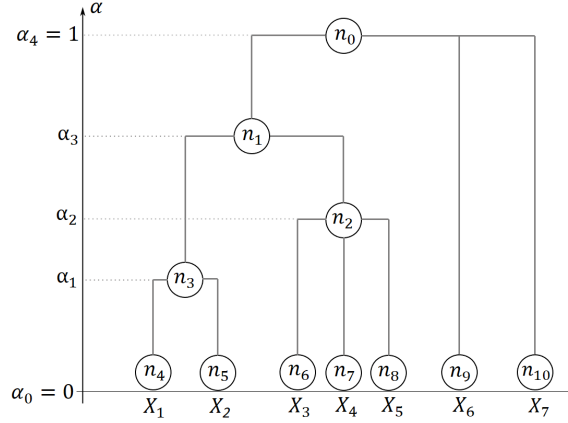 α
α₄ = 1
n₀
α₃
n₁
α₂
n₂
α₁
n₃
n₄ n₅ n₆ n₇ n₈ n₉ n₁₀
α₀ = 0
X₁ X₂ X₃ X₄ X₅ X₆ X₇